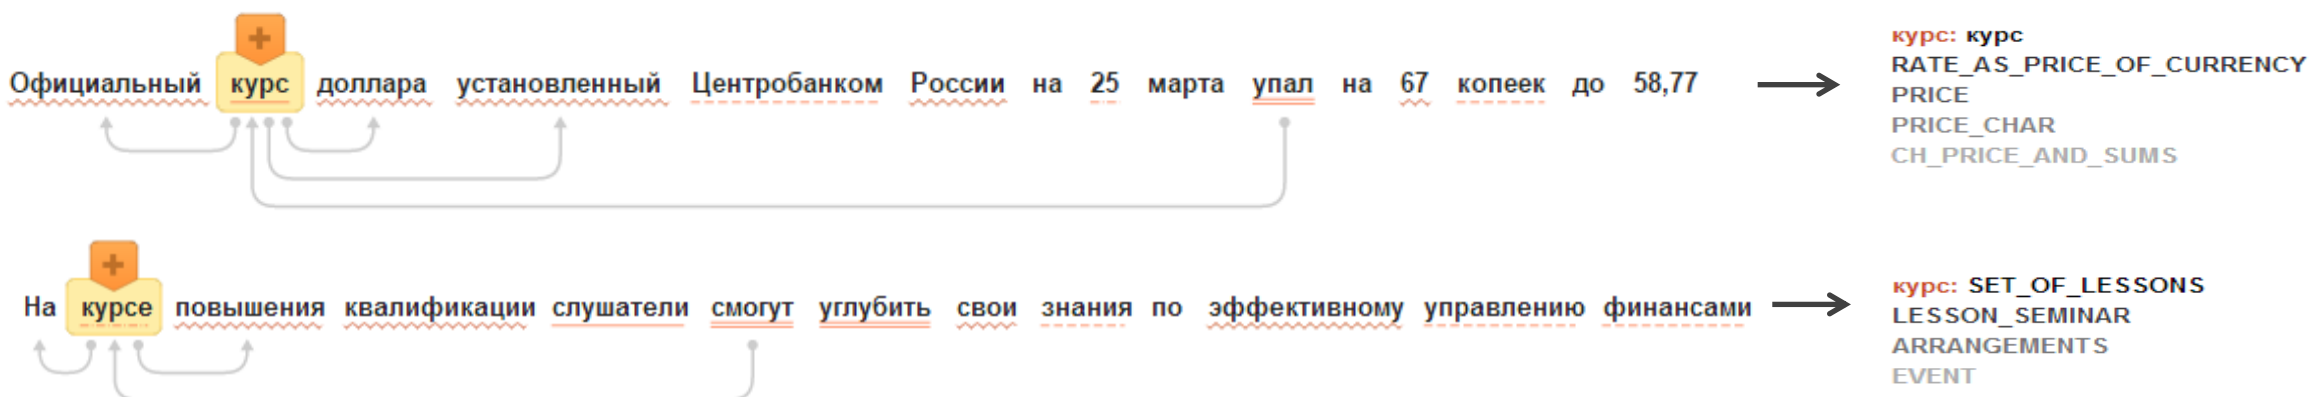 Официальный курс доллара установленный Центробанком России на 25 марта упал на 67 копеек до 58,77
курс: курс
RATE_AS_PRICE_OF_CURRENCY
PRICE
PRICE_CHAR
CH_PRICE_AND_SUMS
На курсе повышения квалификации слушатели смогут углубить свои знания по эффективному управлению финансами
курс: SET_OF_LESSONS
LESSON_SEMINAR
ARRANGEMENTS
EVENT